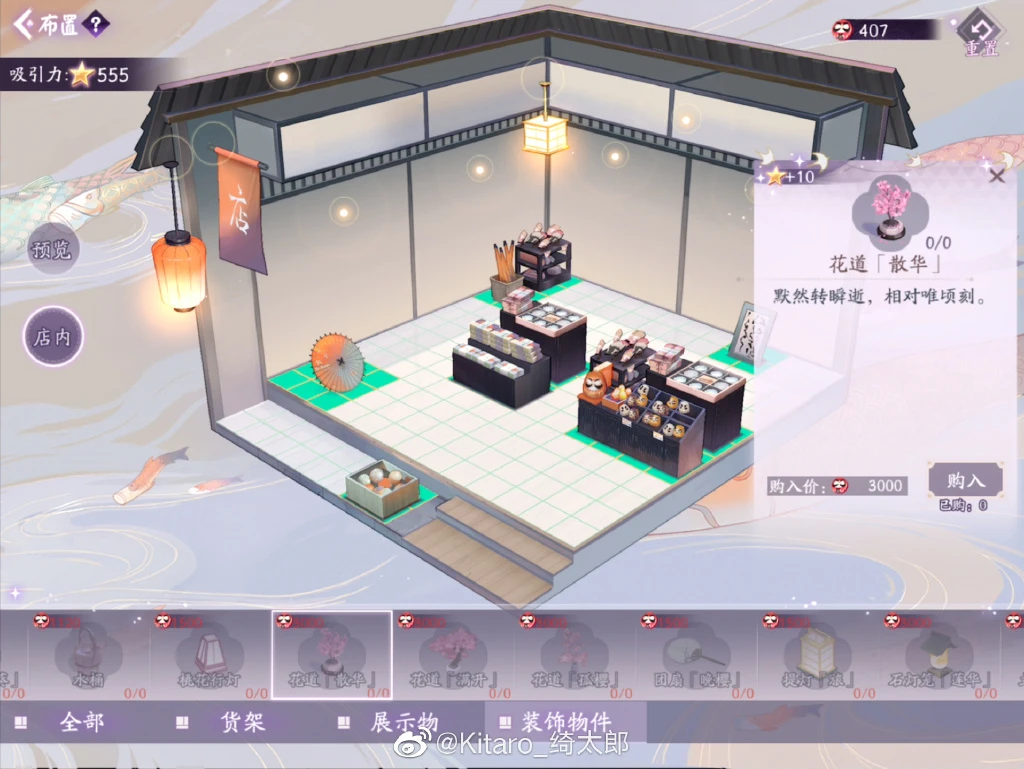 布置 ?
407
重置
吸引力:555
店
预览
店内
+10
0/0
花道「散华」
默然转瞬逝，相对唯顷刻。
购入价: 3000
购入
已购: 0
水桶
0/0
桃花行灯
0/0
花道「散华」
0/0
花道「满开」
0/0
花道「孤樱」
0/0
团扇「晚樱」
0/0
0/0
石灯笼「莲华」
0/0
全部
货架
展示物
装饰物件
@Kitaro_绮太郎